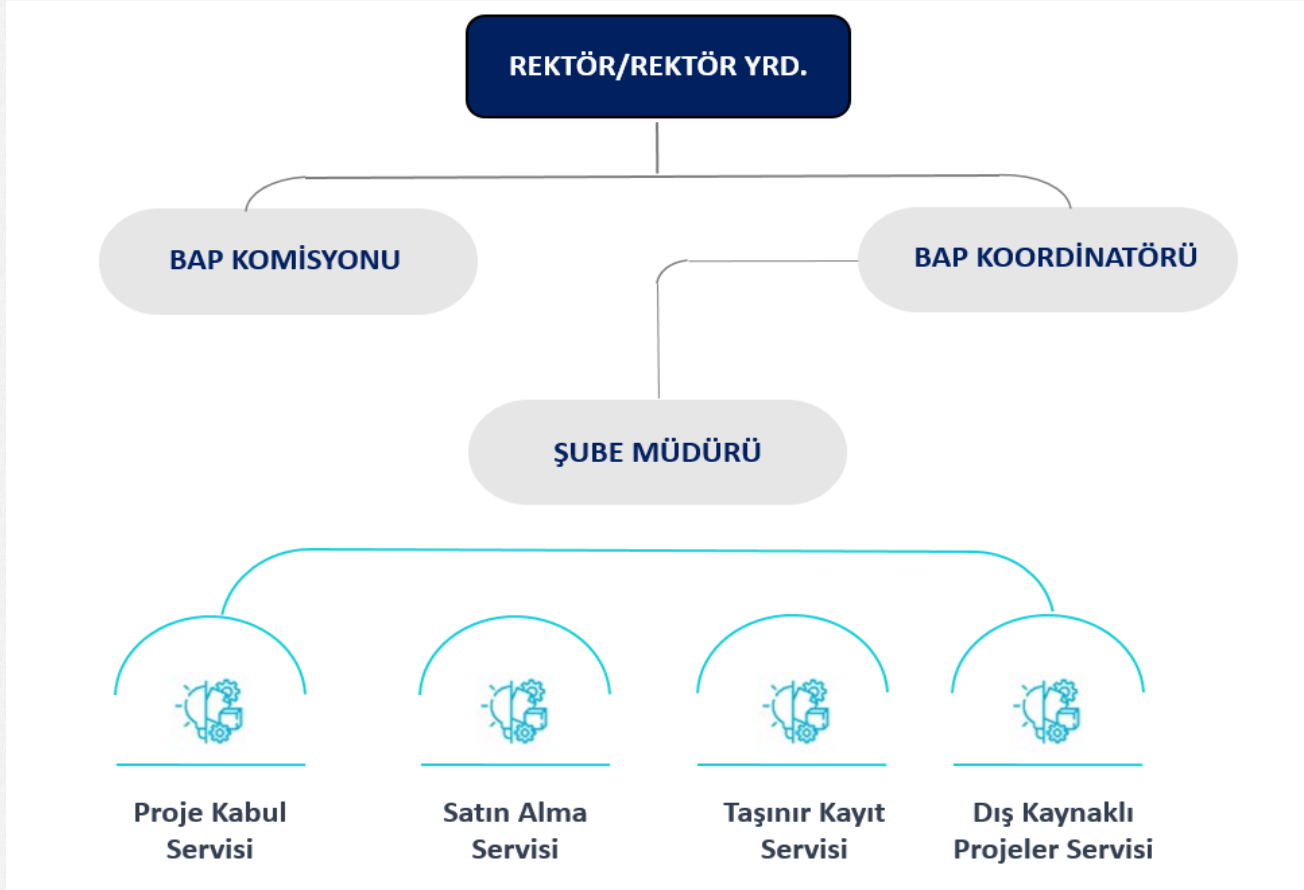 REKTÖR/REKTÖR YRD.
BAP KOMİSYONU
BAP KOORDİNATÖRÜ
ŞUBE MÜDÜRÜ
Proje Kabul
Servisi
Satın Alma
Servisi
Taşınır Kayıt
Servisi
Dış Kaynaklı
Projeler Servisi